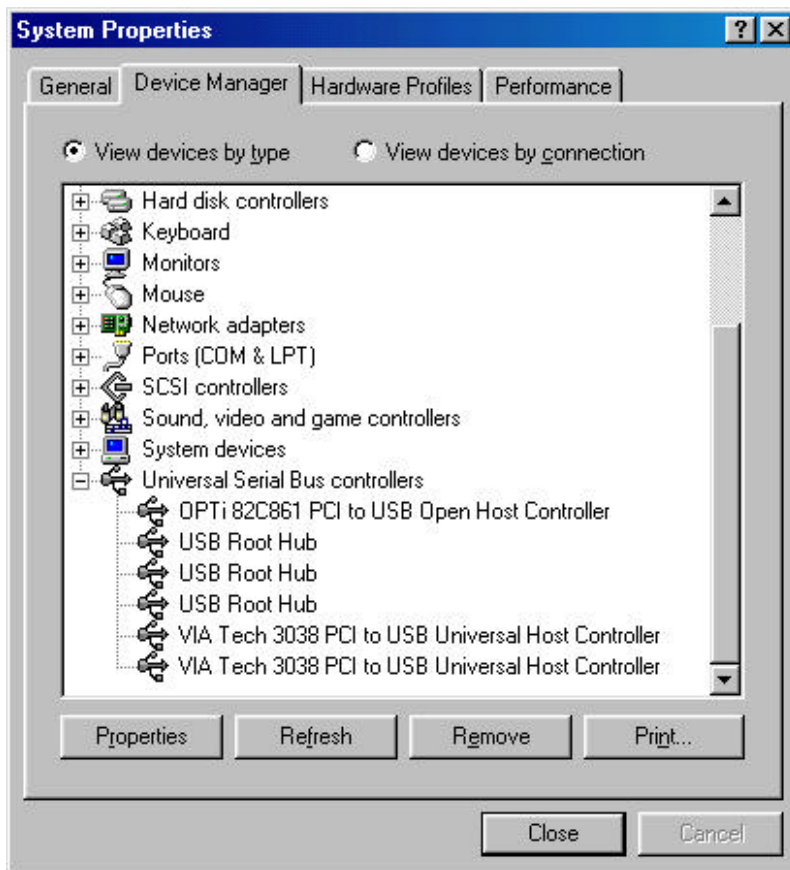 System Properties
General Device Manager Hardware Profiles Performance
View devices by type View devices by connection
Hard disk controllers
Keyboard
Monitors
Mouse
Network adapters
Ports (COM & LPT)
SCSI controllers
Sound, video and game controllers
System devices
Universal Serial Bus controllers
OPTi 82C861 PCI to USB Open Host Controller
USB Root Hub
USB Root Hub
USB Root Hub
VIA Tech 3038 PCI to USB Universal Host Controller
VIA Tech 3038 PCI to USB Universal Host Controller
Properties Refresh Remove Print...
Close Cancel